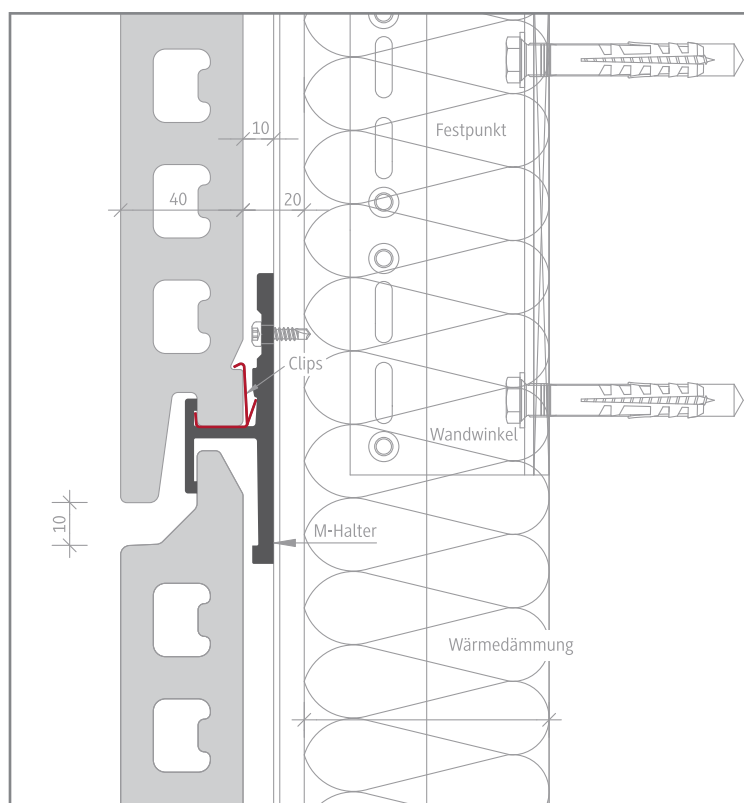 Festpunkt
10
40
20
Clips
Wandwinkel
10
M-Halter
Wärmedämmung